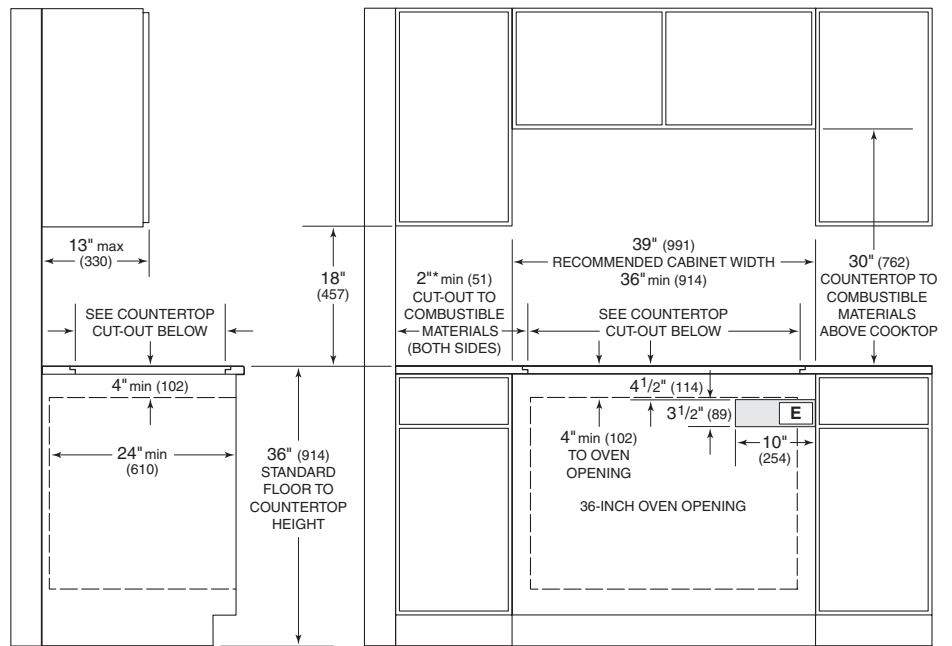 13" max
(330)
18"
(457)
SEE COUNTERTOP
CUT-OUT BELOW
4" min (102)
24" min
(610)
36" (914)
STANDARD
FLOOR TO
COUNTERTOP
HEIGHT
2"* min (51)
CUT-OUT TO
COMBUSTIBLE
MATERIALS
(BOTH SIDES)
39" (991)
RECOMMENDED CABINET WIDTH
36" min (914)
SEE COUNTERTOP
CUT-OUT BELOW
30" (762)
COUNTERTOP TO
COMBUSTIBLE
MATERIALS
ABOVE COOKTOP
4 1/2" (114)
3 1/2" (89)
E
10"
(254)
4" min (102)
TO OVEN
OPENING
36-INCH OVEN OPENING